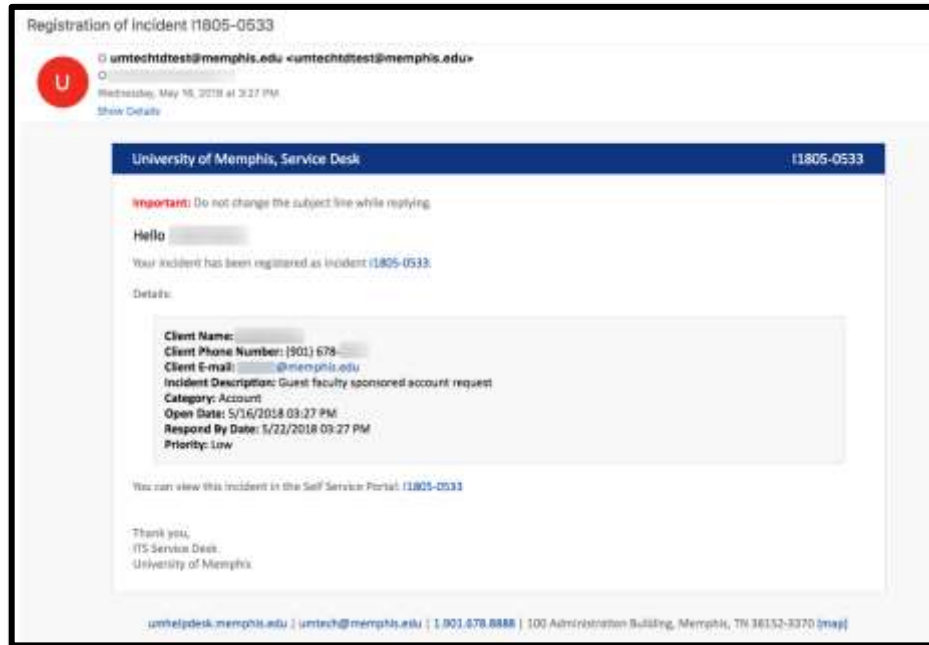 Registration of incident I1805-0533
U
umtechtdtest@memphis.edu <umtechtdtest@memphis.edu>
Wednesday, May 16, 2018 at 3:27 PM
Show Details
University of Memphis, Service Desk I1805-0533
Important: Do not change the subject line while replying.
Hello
Your incident has been registered as incident I1805-0533.
Details:
Client Name:
Client Phone Number: (901) 678-
Client E-mail: @memphis.edu
Incident Description: Guest faculty sponsored account request
Category: Account
Open Date: 5/16/2018 03:27 PM
Respond By Date: 5/22/2018 03:27 PM
Priority: Low
You can view this incident in the Self Service Portal: I1805-0533
Thank you,
ITS Service Desk
University of Memphis
umhelpdesk.memphis.edu | umtech@memphis.edu | 1.901.678.8888 | 100 Administration Building, Memphis, TN 38152-3370 (map)